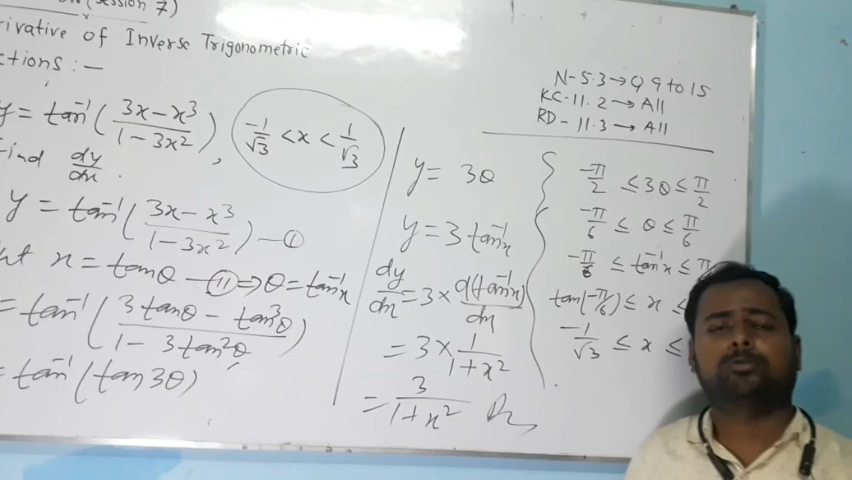 (Session 7)
rivative of Inverse Trigonometric
ctions :-
y = tan⁻¹(3x - x³ / 1 - 3x²), -1/√3 < x < 1/√3
find dy/dx.
y = tan⁻¹(3x - x³ / 1 - 3x²) — ①
x = tanθ — ⑪ ⇒ θ = tan⁻¹x
= tan⁻¹(3 tanθ - tan³θ / 1 - 3 tan²θ)
= tan⁻¹(tan 3θ)
y = 3θ
y = 3 tan⁻¹x
dy/dx = 3 × d(tan⁻¹x)/dx
= 3 × 1/1+x²
= 3/1+x²
N-5.3 → Q 9 to 15
KC-11.2 → All
RD-11.3 → All
-π/2 ≤ 3θ ≤ π/2
-π/6 ≤ θ ≤ π/6
-π/6 ≤ tan⁻¹x ≤ π
tan(-π/6) ≤ x ≤
-1/√3 ≤ x ≤